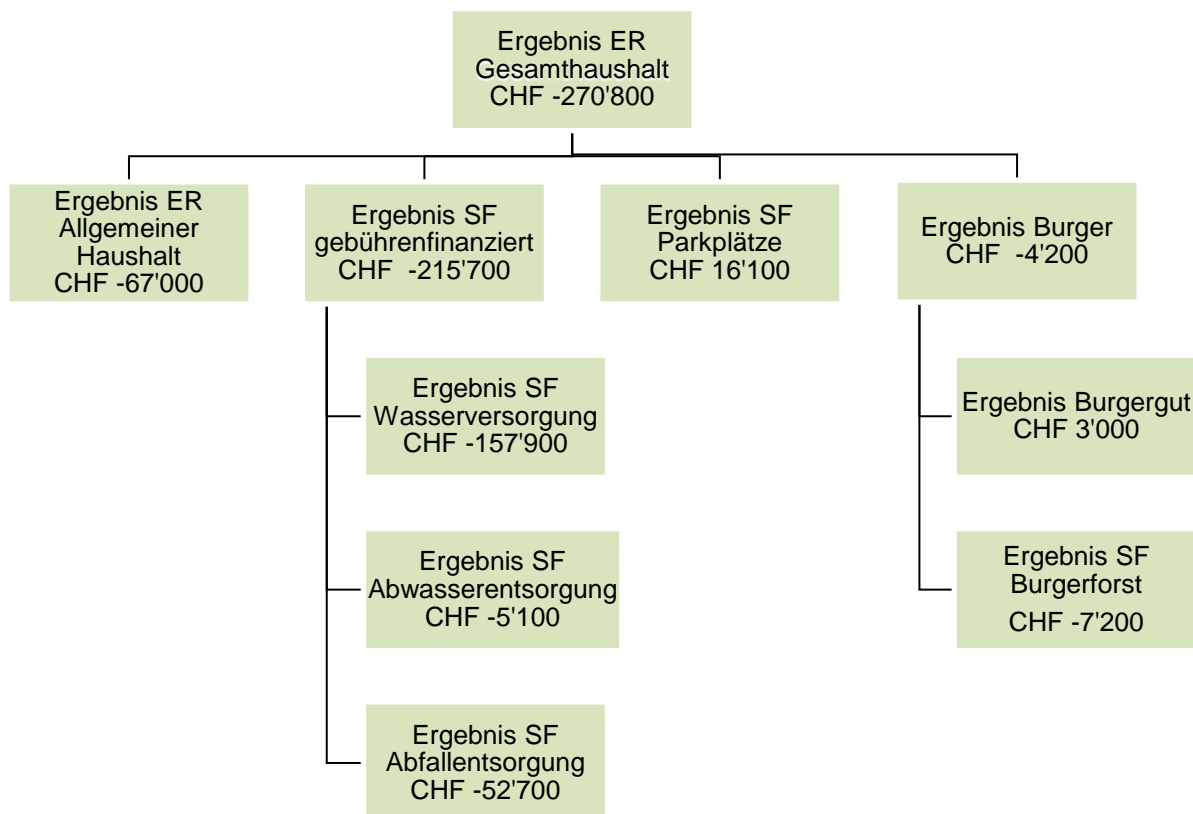 Ergebnis ER
Gesamthaushalt
CHF -270'800
Ergebnis ER
Allgemeiner
Haushalt
CHF -67'000
Ergebnis SF
gebührenfinanziert
CHF -215'700
Ergebnis SF
Parkplätze
CHF 16'100
Ergebnis Burger
CHF -4'200
Ergebnis SF
Wasserversorgung
CHF -157'900
Ergebnis Burgergut
CHF 3'000
Ergebnis SF
Abwasserentsorgung
CHF -5'100
Ergebnis SF
Burgerforst
CHF -7'200
Ergebnis SF
Abfallentsorgung
CHF -52'700